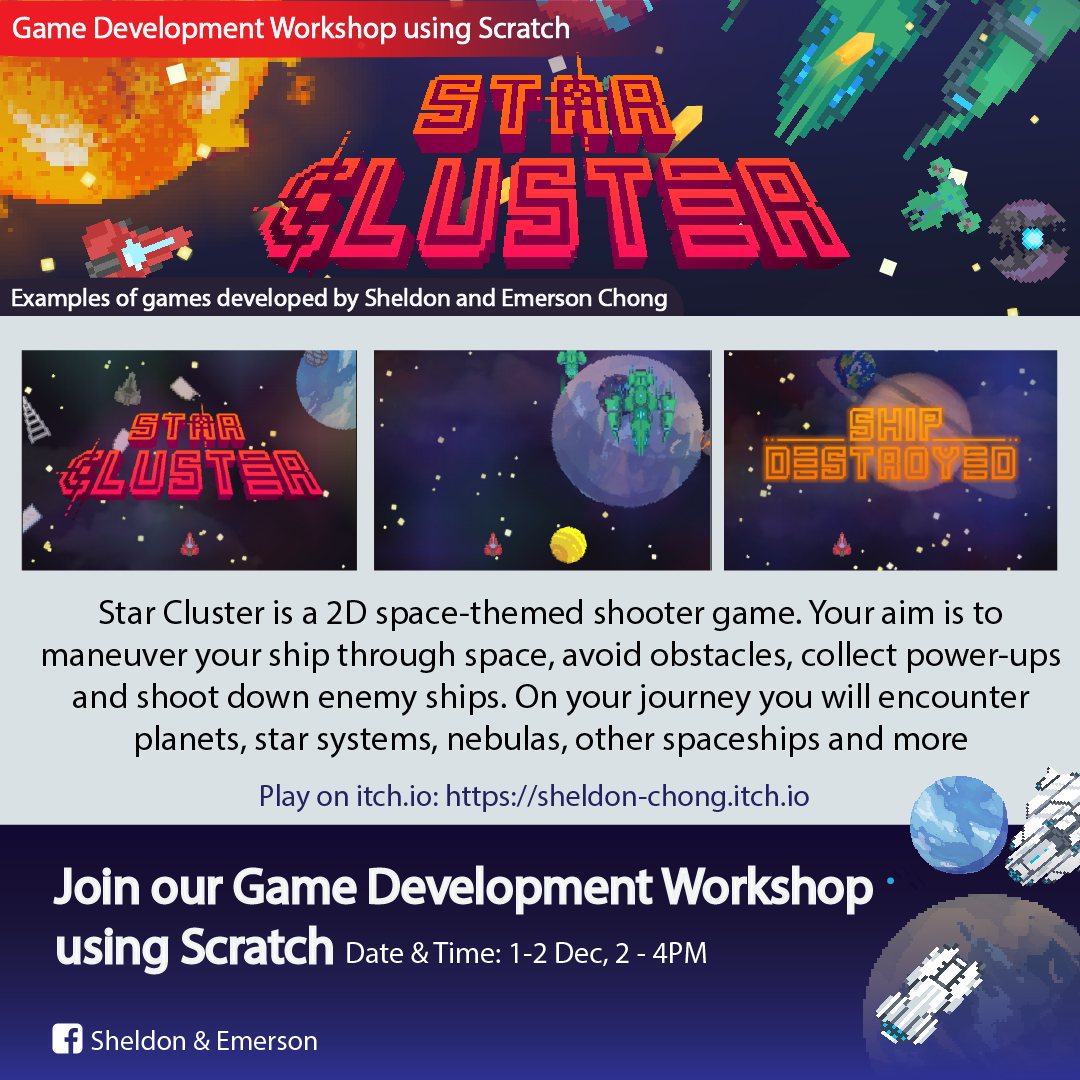 Game Development Workshop using Scratch
STAR
CLUSTER
Examples of games developed by Sheldon and Emerson Chong
STAR
CLUSTER
SHIP
DESTROYED
Star Cluster is a 2D space-themed shooter game. Your aim is to
maneuver your ship through space, avoid obstacles, collect power-ups
and shoot down enemy ships. On your journey you will encounter
planets, star systems, nebulas, other spaceships and more
Play on itch.io: https://sheldon-chong.itch.io
Join our Game Development Workshop
using Scratch Date & Time: 1-2 Dec, 2 - 4PM
Sheldon & Emerson